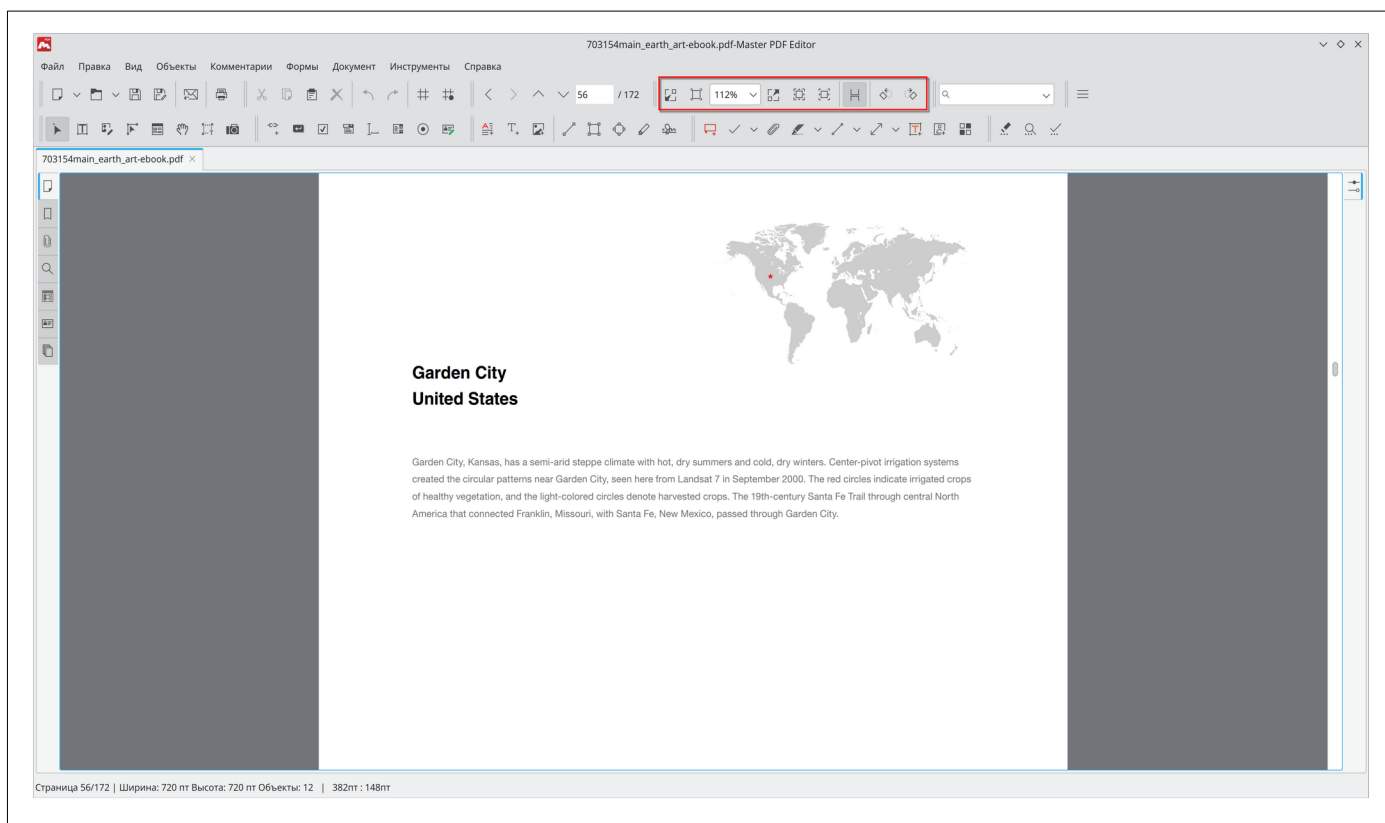 703154main_earth_art-ebook.pdf-Master PDF Editor
Файл Правка Вид Объекты Комментарии Формы Документ Инструменты Справка
56 / 172 112%
703154main_earth_art-ebook.pdf
Garden City
United States
Garden City, Kansas, has a semi-arid steppe climate with hot, dry summers and cold, dry winters. Center-pivot irrigation systems
created the circular patterns near Garden City, seen here from Landsat 7 in September 2000. The red circles indicate irrigated crops
of healthy vegetation, and the light-colored circles denote harvested crops. The 19th-century Santa Fe Trail through central North
America that connected Franklin, Missouri, with Santa Fe, New Mexico, passed through Garden City.
Страница 56/172 | Ширина: 720 пт Высота: 720 пт Объекты: 12 | 382пт : 148пт